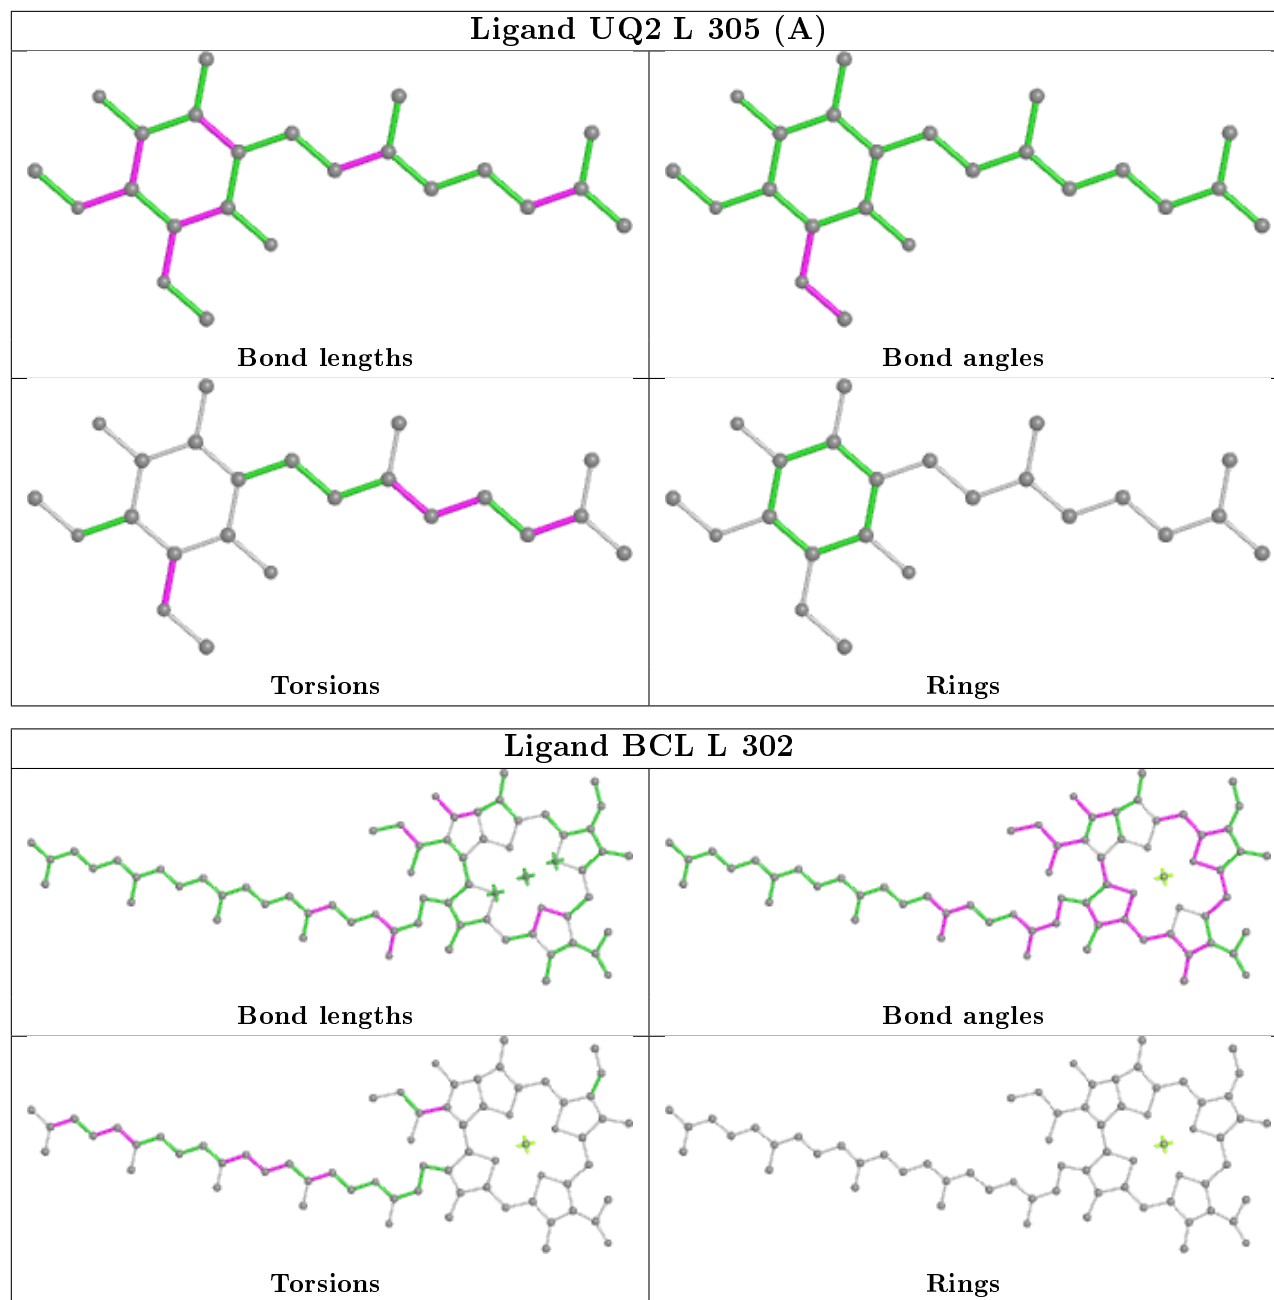 Ligand UQ2 L 305 (A)
Bond lengths
Bond angles
Torsions
Rings
Ligand BCL L 302
Bond lengths
Bond angles
Torsions
Rings